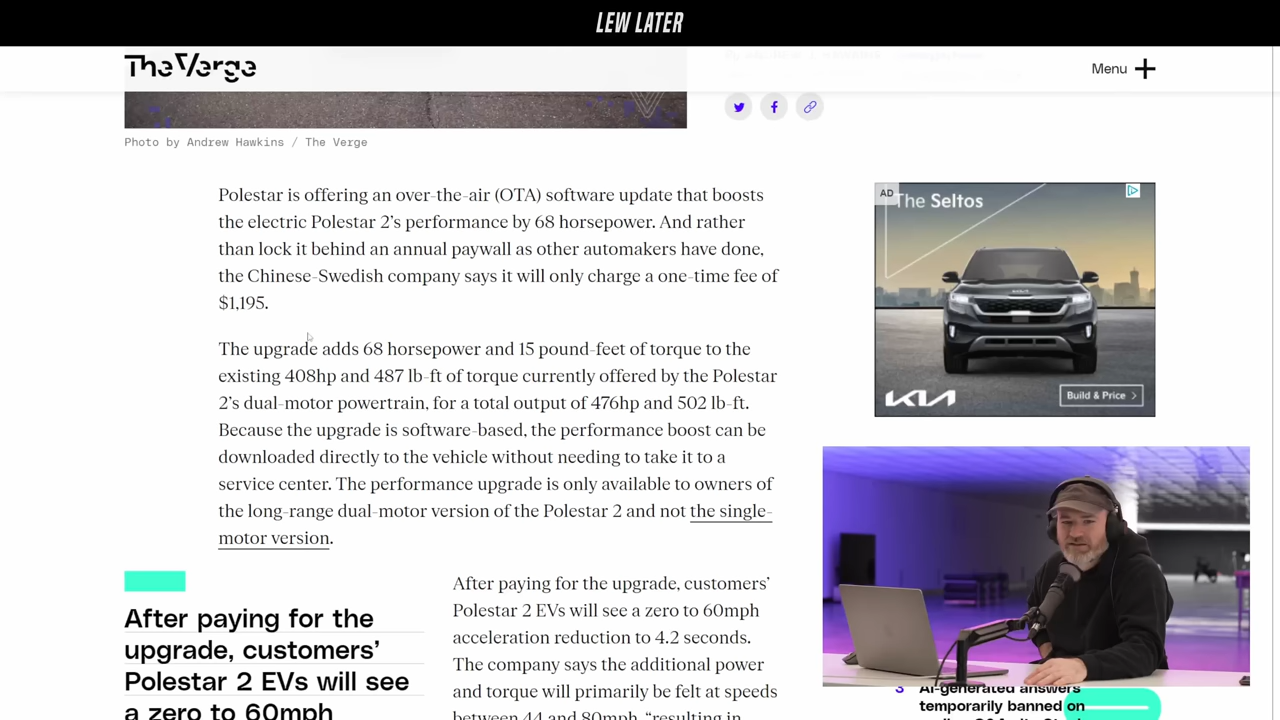 LEW LATER
The Verge
Menu
Photo by Andrew Hawkins / The Verge
Polestar is offering an over-the-air (OTA) software update that boosts
the electric Polestar 2's performance by 68 horsepower. And rather
than lock it behind an annual paywall as other automakers have done,
the Chinese-Swedish company says it will only charge a one-time fee of
$1,195.
The upgrade adds 68 horsepower and 15 pound-feet of torque to the
existing 408hp and 487 lb-ft of torque currently offered by the Polestar
2's dual-motor powertrain, for a total output of 476hp and 502 lb-ft.
Because the upgrade is software-based, the performance boost can be
downloaded directly to the vehicle without needing to take it to a
service center. The performance upgrade is only available to owners of
the long-range dual-motor version of the Polestar 2 and not the single-
motor version.
After paying for the
upgrade, customers'
Polestar 2 EVs will see
a zero to 60mph
After paying for the upgrade, customers'
Polestar 2 EVs will see a zero to 60mph
acceleration reduction to 4.2 seconds.
The company says the additional power
and torque will primarily be felt at speeds
between 44 and 80mph, "resulting in
AD
The Seltos
KIA
Build & Price >
3 AI-generated answers
temporarily banned on